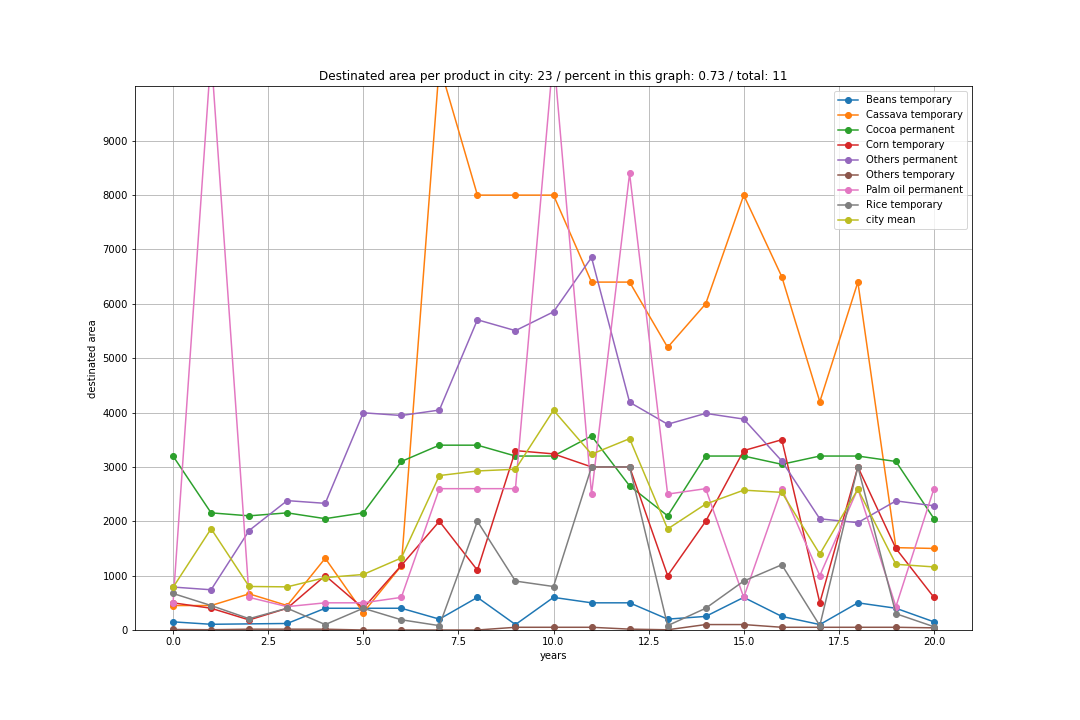 Destinated area per product in city: 23 / percent in this graph: 0.73 / total: 11
Beans temporary
Cassava temporary
Cocoa permanent
Corn temporary
Others permanent
Others temporary
Palm oil permanent
Rice temporary
city mean
destinated area
9000
8000
7000
6000
5000
4000
3000
2000
1000
0
0.0 2.5 5.0 7.5 10.0 12.5 15.0 17.5 20.0
years